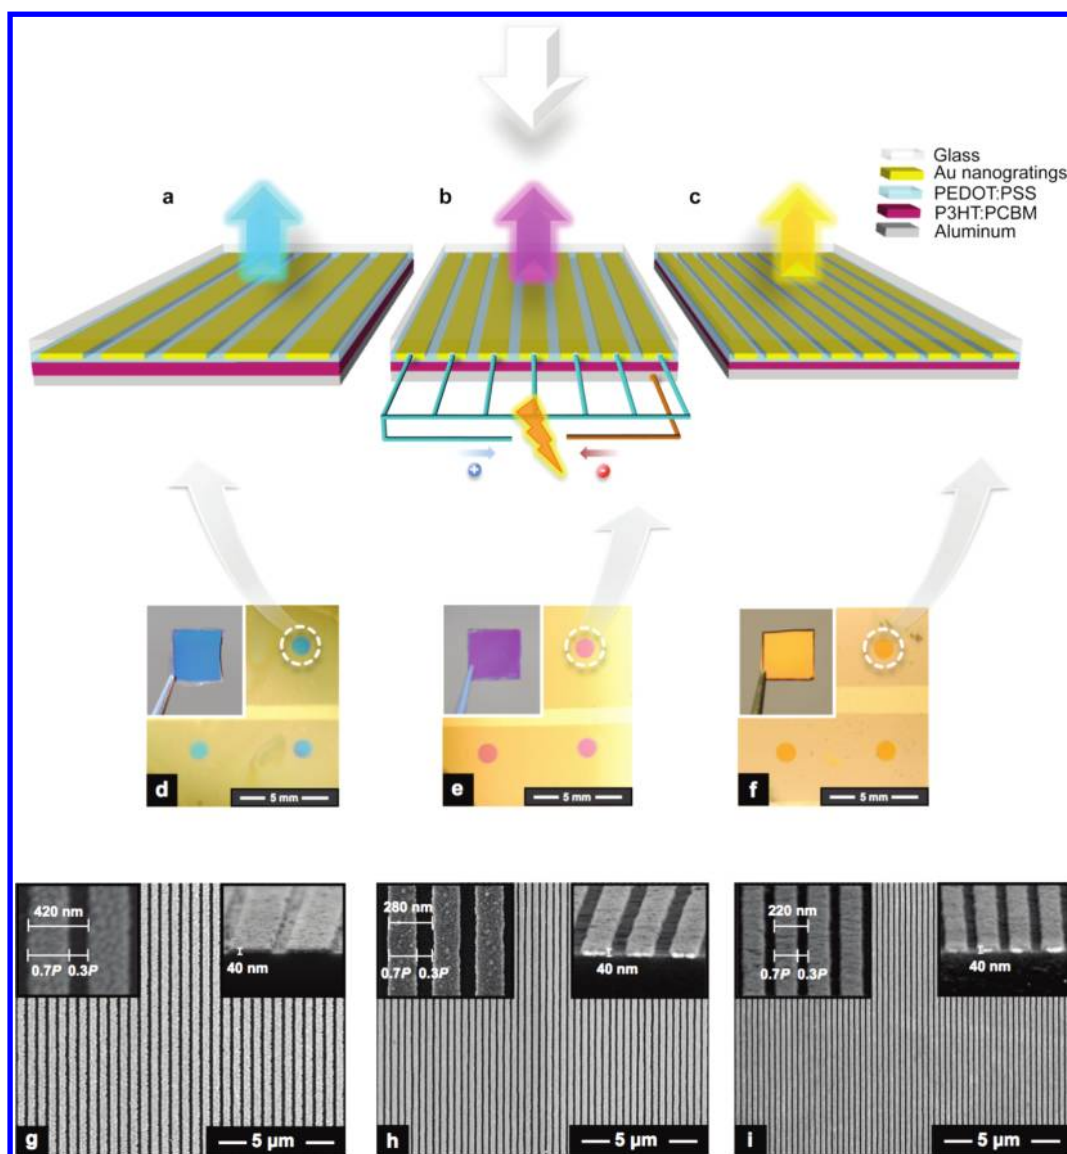 Glass
Au nanogratings
PEDOT:PSS
P3HT:PCBM
Aluminum
a
b
c
+
-
d
5 mm
e
5 mm
f
5 mm
420 nm
0.7P 0.3P
40 nm
g
5 µm
280 nm
0.7P 0.3P
40 nm
h
5 µm
220 nm
0.7P 0.3P
40 nm
i
5 µm